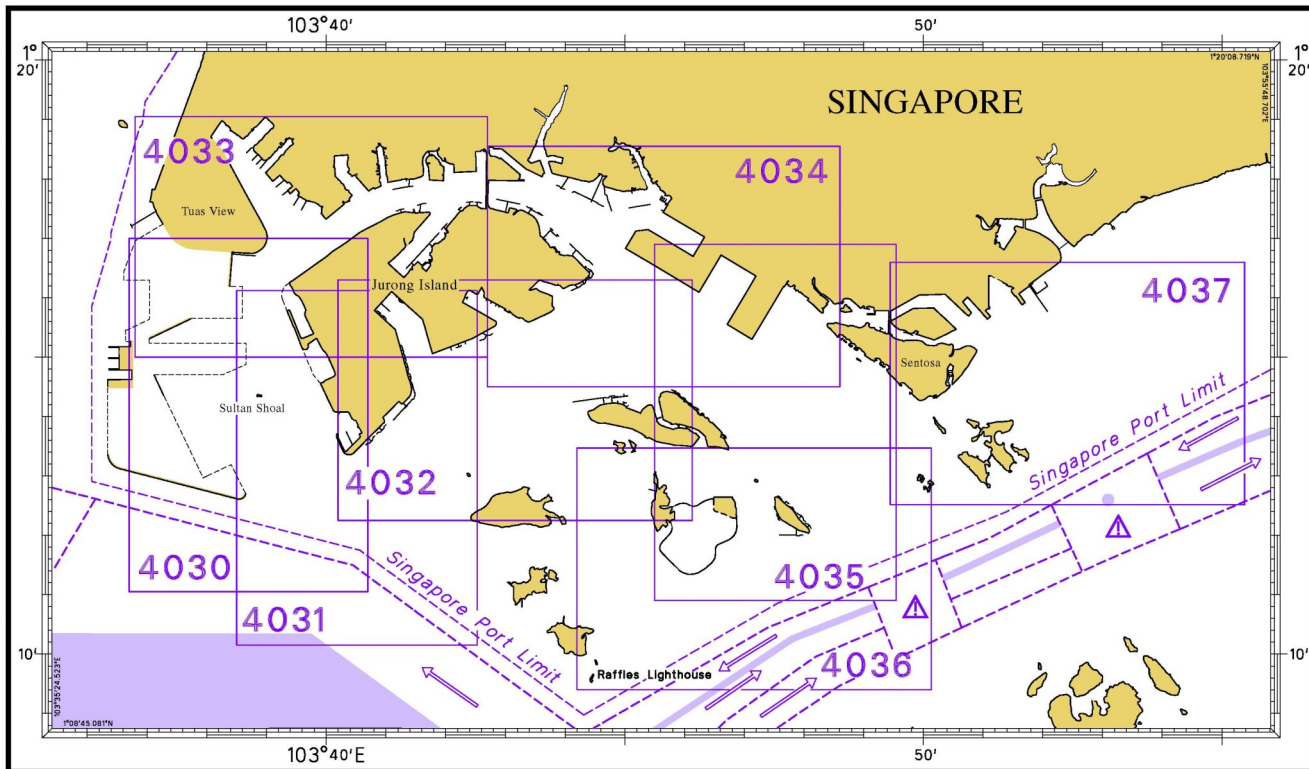 103°40'
50'
1°
20'
1°
20'
1°20'08.719"N
103°55'48.702"E
SINGAPORE
4033
4034
Tuas View
Jurong Island
4037
Sentosa
Sultan Shoal
Singapore Port Limit
4032
4030
4035
4031
Singapore Port Limit
4036
Raffles Lighthouse
10'
10'
103°35'24.523"E
1°08'45.081"N
103°40'E
50'